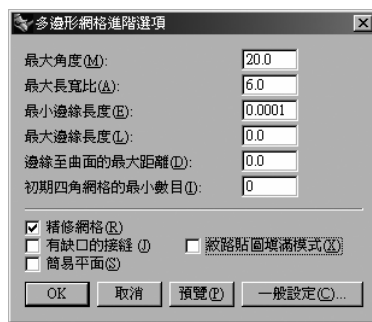 多邊形網格進階選項
最大角度(M): 20.0
最大長寬比(A): 6.0
最小邊緣長度(E): 0.0001
最大邊緣長度(L): 0.0
邊緣至曲面的最大距離(D): 0.0
初期四角網格的最小數目(I): 0
精修網格(R)
有缺口的接縫 (J) 紋路貼圖填滿模式(X)
簡易平面(S)
OK 取消 預覽(P) 一般設定(C)...